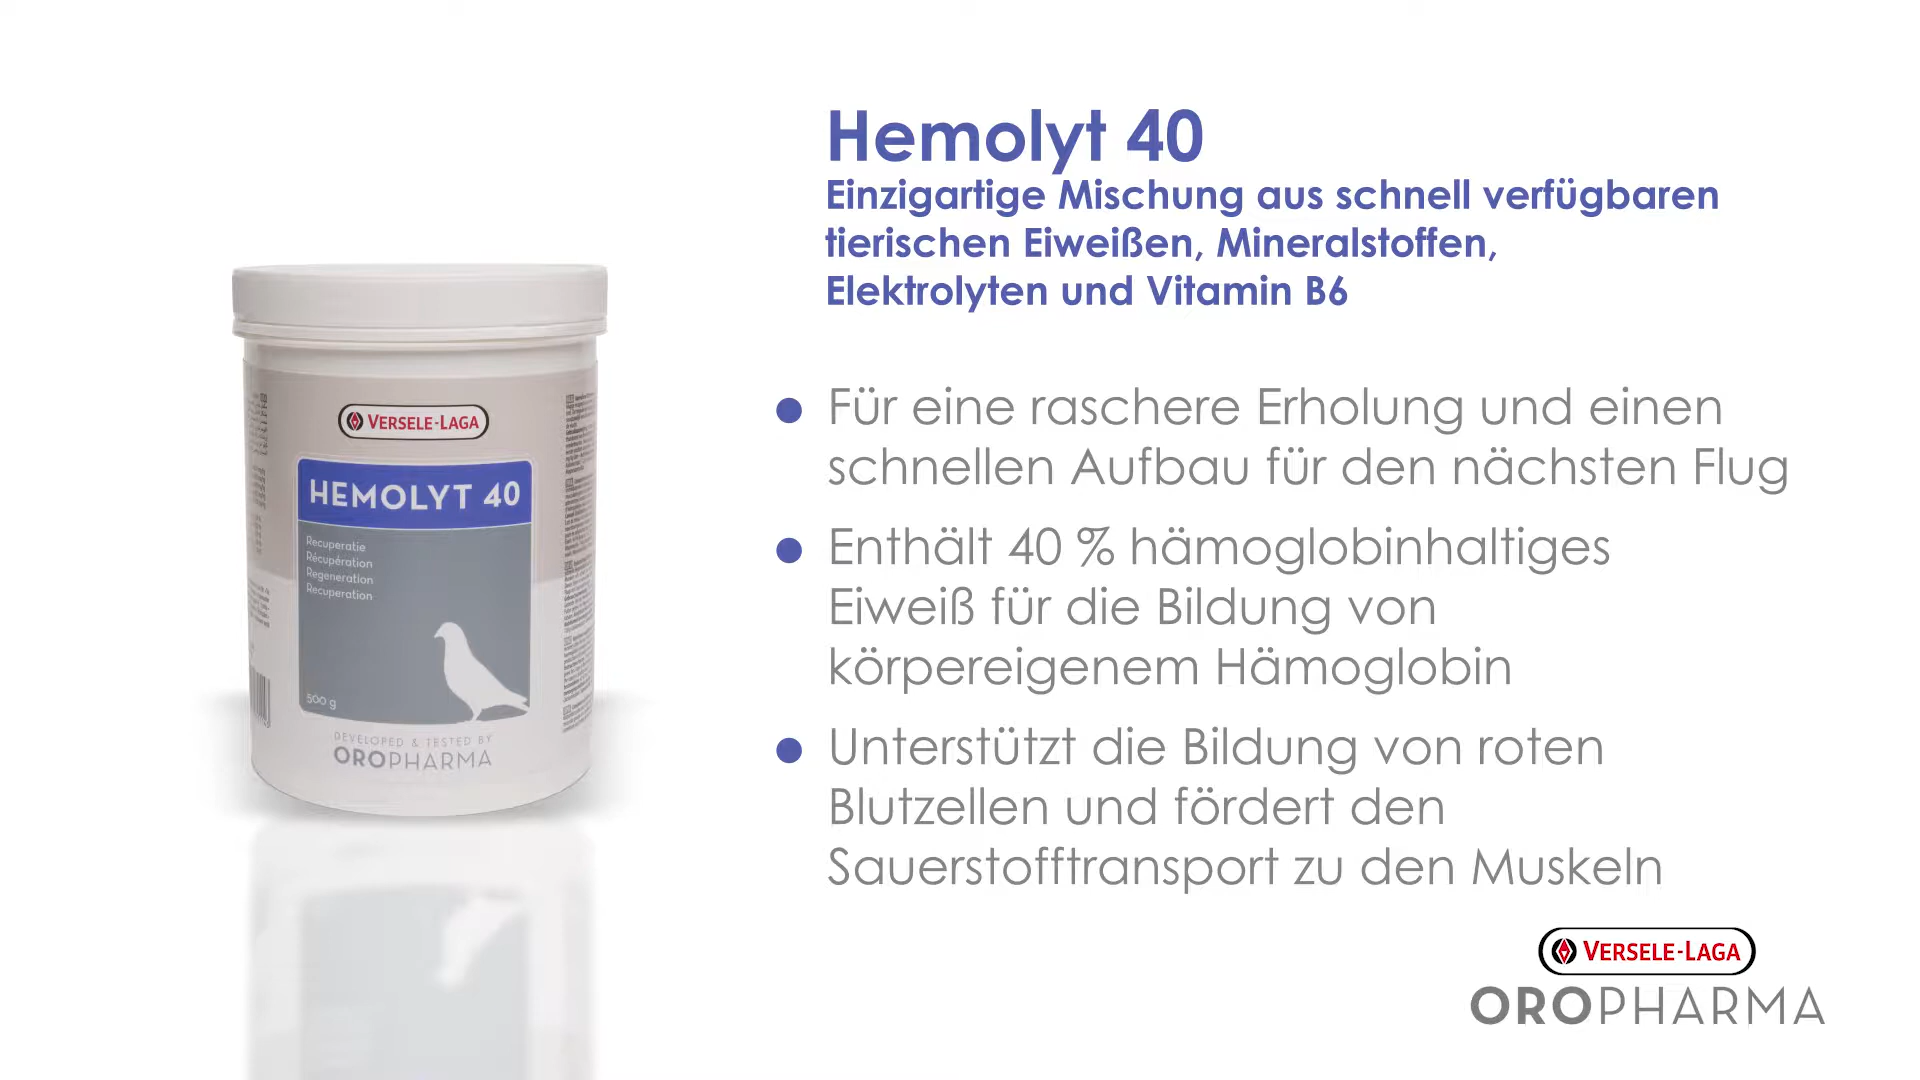 Hemolyt 40
Einzigartige Mischung aus schnell verfügbaren
tierischen Eiweißen, Mineralstoffen,
Elektrolyten und Vitamin B6
Für eine raschere Erholung und einen
schnellen Aufbau für den nächsten Flug
Enthält 40 % hämoglobinhaltiges
Eiweiß für die Bildung von
körpereigenem Hämoglobin
Unterstützt die Bildung von roten
Blutzellen und fördert den
Sauerstofftransport zu den Muskeln
VERSELE-LAGA
HEMOLYT 40
Recuperatie
Récupération
Regeneration
Recuperation
500 g
DEVELOPED & TESTED BY
OROPHARMA
VERSELE-LAGA
OROPHARMA